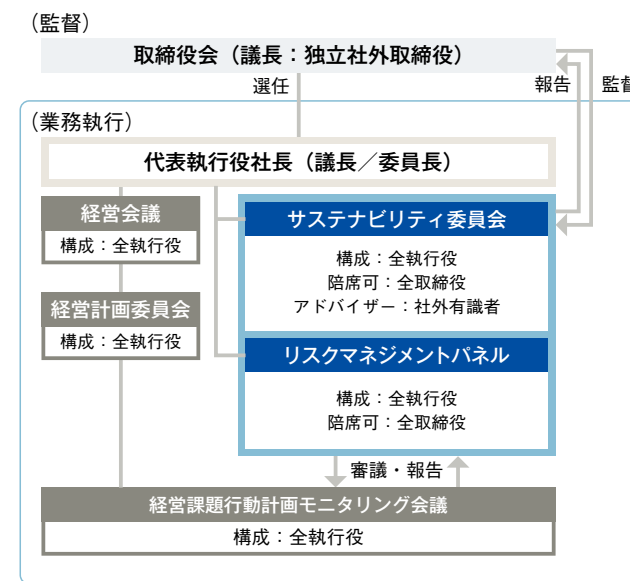 （監督）
取締役会（議長：独立社外取締役）
選任
報告
監督
（業務執行）
代表執行役社長（議長／委員長）
経営会議
構成：全執行役
経営計画委員会
構成：全執行役
サステナビリティ委員会
構成：全執行役
陪席可：全取締役
アドバイザー：社外有識者
リスクマネジメントパネル
構成：全執行役
陪席可：全取締役
審議・報告
経営課題行動計画モニタリング会議
構成：全執行役